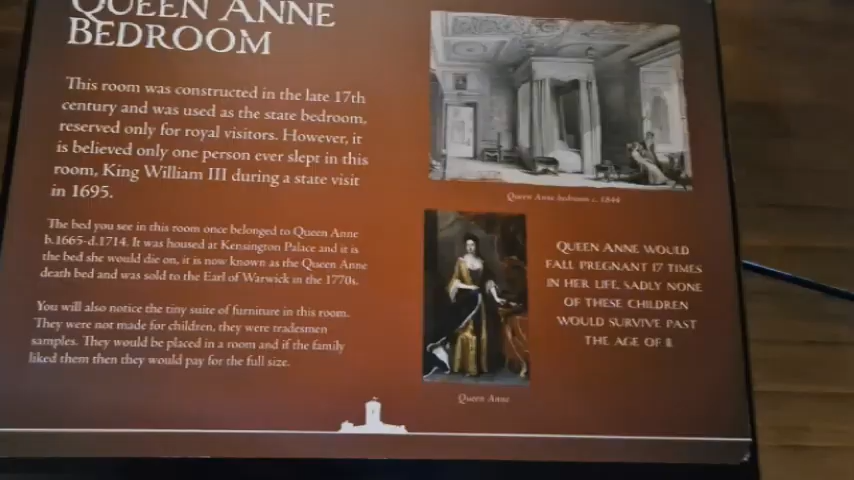 QUEEN ANNE
BEDROOM
This room was constructed in the late 17th
century and was used as the state bedroom,
reserved only for royal visitors. However, it
is believed only one person ever slept in this
room, King William III during a state visit
in 1695.
The bed you see in this room once belonged to Queen Anne
b.1665-d.1714. It was housed at Kensington Palace and it is
the bed she would die on, it is now known as the Queen Anne
death bed and was sold to the Earl of Warwick in the 1770s.
You will also notice the tiny suite of furniture in this room.
They were not made for children, they were tradesmen
samples. They would be placed in a room and if the family
liked them then they would pay for the full size.
Queen Anne bedroom c. 1844
QUEEN ANNE WOULD
FALL PREGNANT 17 TIMES
IN HER LIFE, SADLY NONE
OF THESE CHILDREN
WOULD SURVIVE PAST
THE AGE OF 11.
Queen Anne